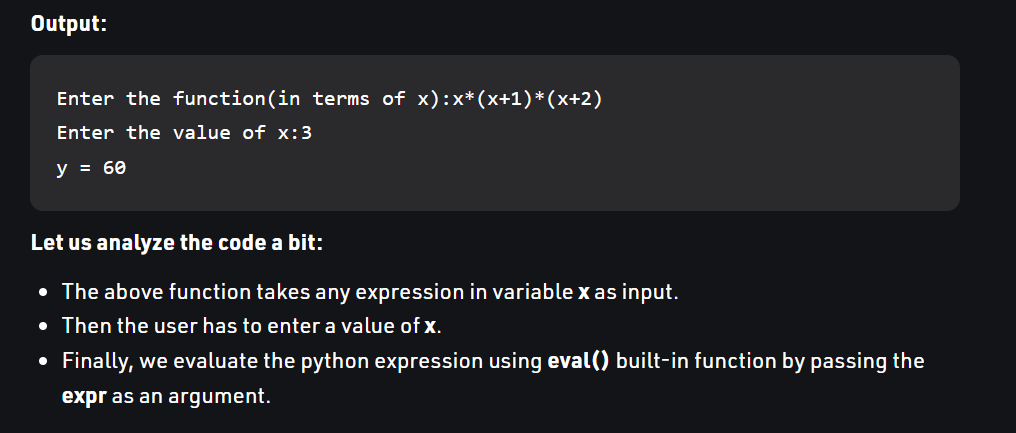 Output:
Enter the function(in terms of x):x*(x+1)*(x+2)
Enter the value of x:3
y = 60
Let us analyze the code a bit:
• The above function takes any expression in variable x as input.
• Then the user has to enter a value of x.
• Finally, we evaluate the python expression using eval() built-in function by passing the
expr as an argument.